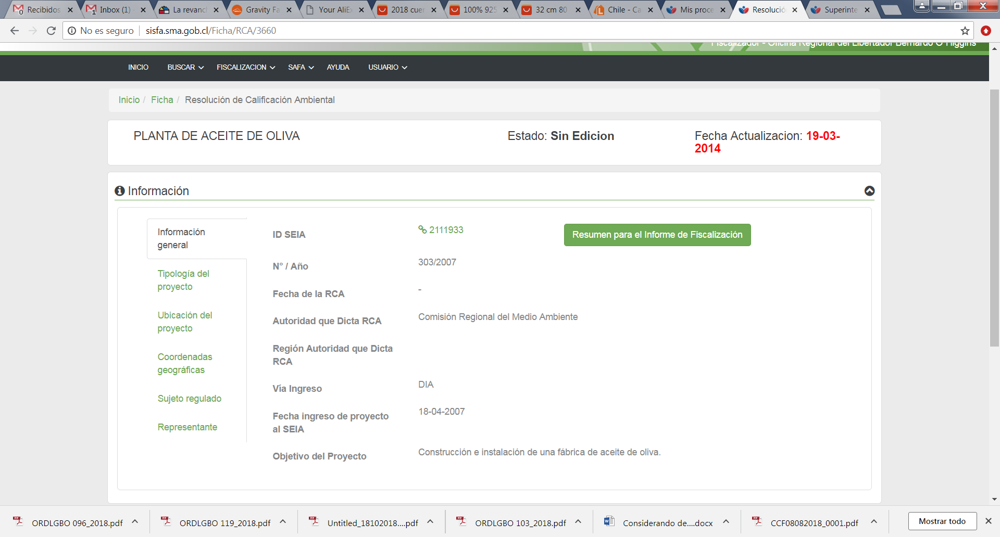 Recibidos
Inbox (1)
La revanch
Gravity Fa
Your AliEx
2018 cuer
100% 925
32 cm 80
Chile - Ca
Mis proce
Resolució
Superinte
No es seguro
sisfa.sma.gob.cl/Ficha/RCA/3660
Fiscalizador - Oficina Regional del Libertador Bernardo O'Higgins
INICIO
BUSCAR
FISCALIZACION
SAFA
AYUDA
USUARIO
Inicio / Ficha / Resolución de Calificación Ambiental
PLANTA DE ACEITE DE OLIVA
Estado: Sin Edicion
Fecha Actualizacion: 19-03-
2014
Información
Información
general
Tipología del
proyecto
Ubicación del
proyecto
Coordenadas
geográficas
Sujeto regulado
Representante
ID SEIA
2111933
Resumen para el Informe de Fiscalización
N° / Año
303/2007
Fecha de la RCA
-
Autoridad que Dicta RCA
Comisión Regional del Medio Ambiente
Región Autoridad que Dicta
RCA
Vía Ingreso
DIA
Fecha ingreso de proyecto
al SEIA
18-04-2007
Objetivo del Proyecto
Construcción e instalación de una fábrica de aceite de oliva.
ORDLGBO 096_2018.pdf
ORDLGBO 119_2018.pdf
Untitled_18102018....pdf
ORDLGBO 103_2018.pdf
Considerando de....docx
CCF08082018_0001.pdf
Mostrar todo